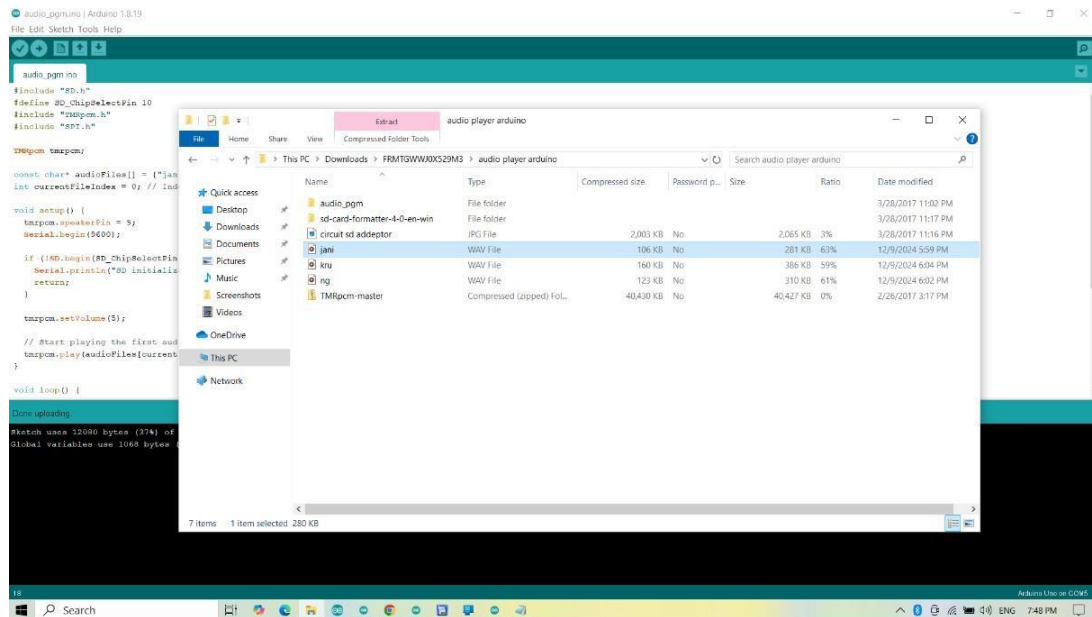 audio_pgm.ino | Arduino 1.8.19
File Edit Sketch Tools Help
audio_pgm.ino
#include "SD.h"
#define SD_ChipSelectPin 10
#include "TMRpcm.h"
#include "SPI.h"
TMRpcm tmrpcm;
const char* audioFiles[] = {"jan
int currentFileIndex = 0; // Ind
void setup() {
tmrpcm.speakerPin = 9;
Serial.begin(9600);
if (!SD.begin(SD_ChipSelectPin
Serial.println("SD initializ
return;
}
tmrpcm.setVolume(5);
// Start playing the first aud
tmrpcm.play(audioFiles[current
}
void loop() {
Done uploading.
Sketch uses 12080 bytes (37%) of
Global variables use 1068 bytes (
18
Arduino Uno on COM5
Extract
audio player arduino
File Home Share View Compressed Folder Tools
This PC > Downloads > FRMTGWWJ0X529M3 > audio player arduino
Search audio player arduino
Quick access
Desktop
Downloads
Documents
Pictures
Music
Screenshots
Videos
OneDrive
This PC
Network
Name Type Compressed size Password p... Size Ratio Date modified
audio_pgm File folder 3/28/2017 11:02 PM
sd-card-formatter-4-0-en-win File folder 3/28/2017 11:17 PM
circuit sd addeptor JPG File 2,003 KB No 2,065 KB 3% 3/28/2017 11:16 PM
jani WAV File 106 KB No 281 KB 63% 12/9/2024 5:59 PM
kru WAV File 160 KB No 386 KB 59% 12/9/2024 6:04 PM
ng WAV File 123 KB No 310 KB 61% 12/9/2024 6:02 PM
TMRpcm-master Compressed (zipped) Fol... 40,430 KB No 40,427 KB 0% 2/26/2017 3:17 PM
7 items 1 item selected 280 KB
Search
ENG 7:48 PM